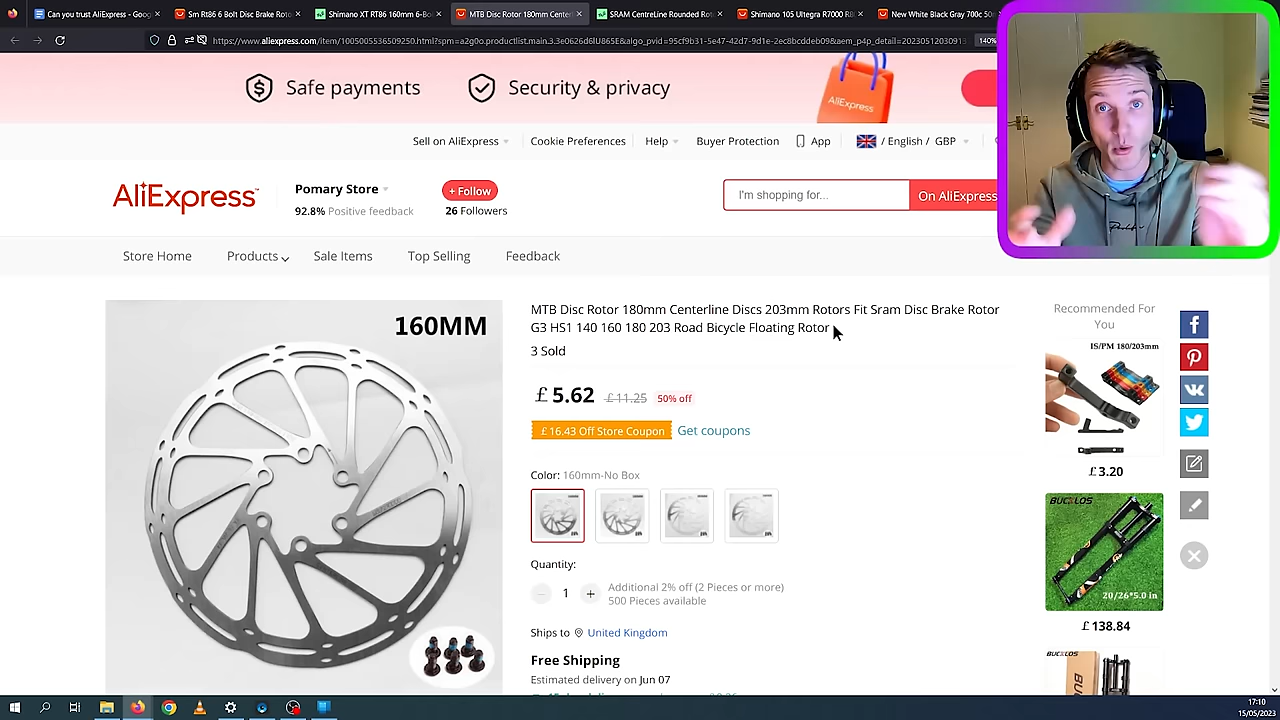 Can you trust AliExpress - Goog
Sm Rt86 6 Bolt Disc Brake Roto
Shimano XT RT86 160mm 6-Bo
MTB Disc Rotor 180mm Center
SRAM CentreLine Rounded Rot
Shimano 105 Ultegra R7000 R8
New White Black Gray 700c 50
140%
Safe payments
Security & privacy
AliExpress
Sell on AliExpress
Cookie Preferences
Help
Buyer Protection
App
/ English / GBP
AliExpress™
Pomary Store
+ Follow
92.8% Positive feedback
26 Followers
I'm shopping for...
On AliExpress
Store Home
Products
Sale Items
Top Selling
Feedback
160MM
MTB Disc Rotor 180mm Centerline Discs 203mm Rotors Fit Sram Disc Brake Rotor
G3 HS1 140 160 180 203 Road Bicycle Floating Rotor
3 Sold
£5.62 £11.25 50% off
£16.43 Off Store Coupon Get coupons
Color: 160mm-No Box
Quantity:
1
Additional 2% off (2 Pieces or more)
500 Pieces available
Ships to United Kingdom
Free Shipping
Estimated delivery on Jun 07
Recommended For
You
IS/PM 180/203mm
£3.20
BUCKLOS
20/26*5.0 in
£138.84
BUCKLOS
17:10
15/05/2023